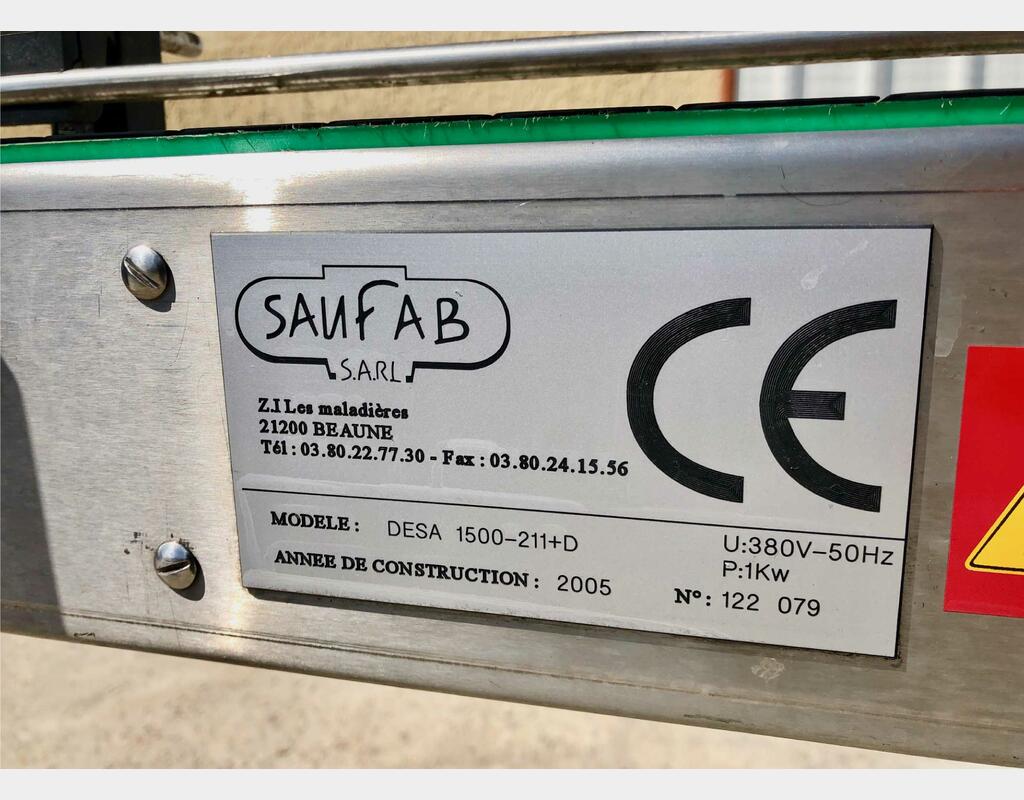 SAUFAB
S.A.R.L.
Z.I Les maladières
21200 BEAUNE
Tél : 03.80.22.77.30 - Fax : 03.80.24.15.56
CE
MODELE : DESA 1500-211+D
U:380V-50Hz
P:1Kw
ANNEE DE CONSTRUCTION : 2005
N° : 122 079